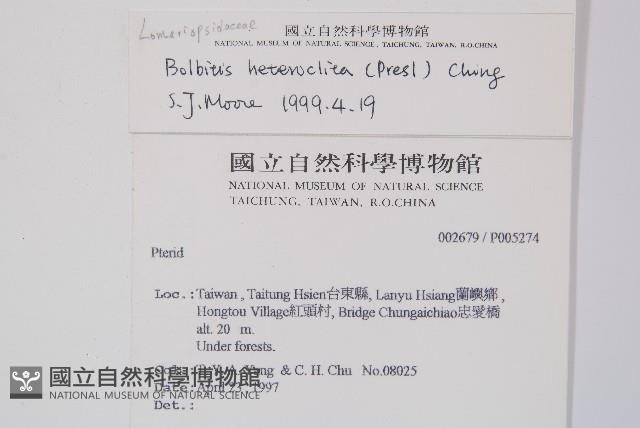 Lomariopsidaceae
國立自然科學博物館
NATIONAL MUSEUM OF NATURAL SCIENCE, TAICHUNG, TAIWAN, R.O.CHINA
Bolbitis heteroclita (Presl) Ching
S.J.Moore 1999.4.19
國立自然科學博物館
NATIONAL MUSEUM OF NATURAL SCIENCE
TAICHUNG, TAIWAN, R.O.CHINA
002679 / P005274
Pterid
Loc.:Taiwan , Taitung Hsien台東縣, Lanyu Hsiang蘭嶼鄉 ,
Hongtou Village紅頭村, Bridge Chungaichiao忠愛橋
alt. 20 m.
Under forests.
& C. H. Chu No.08025
Date:April 23 1997
Det.:
國立自然科學博物館
NATIONAL MUSEUM OF NATURAL SCIENCE